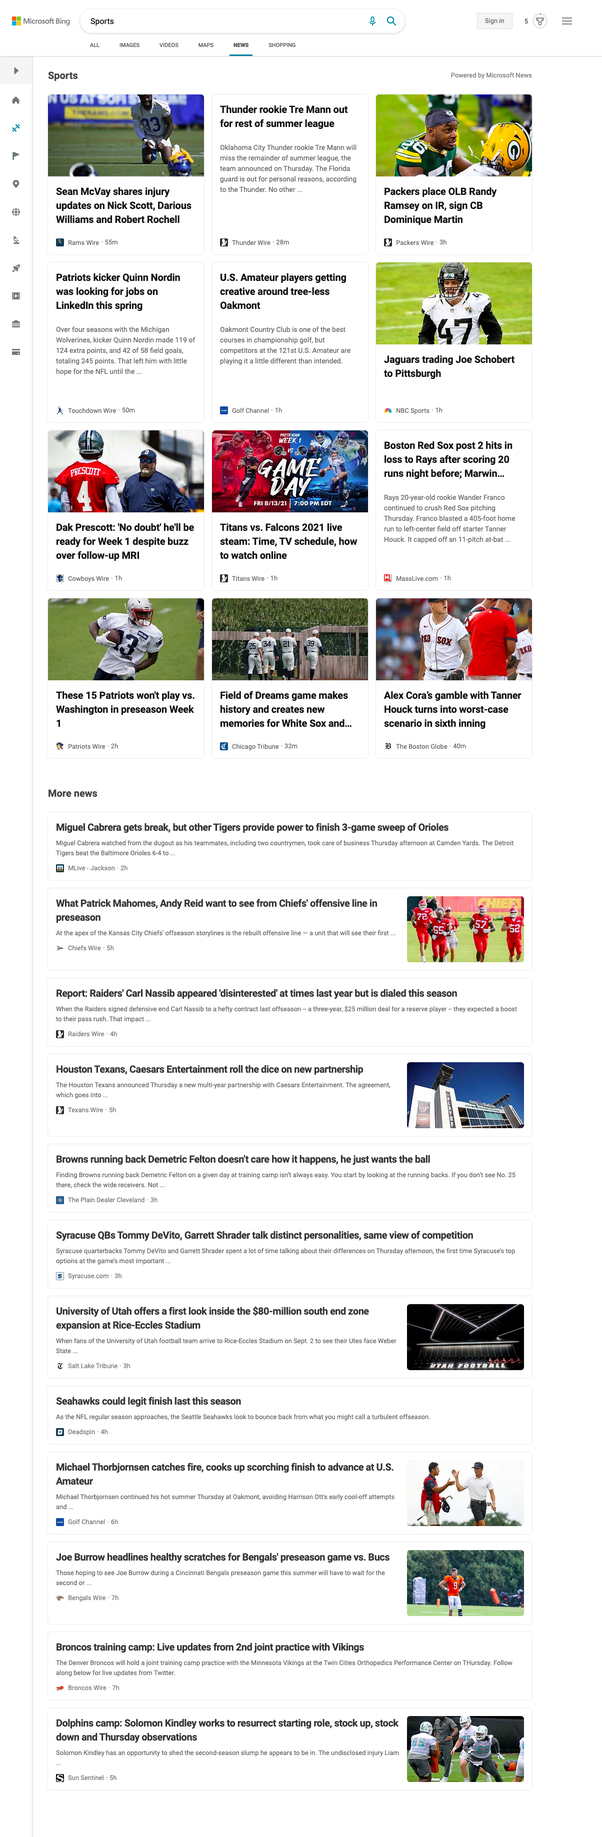 Microsoft Bing
Sports
Sign in
5
ALL
IMAGES
VIDEOS
MAPS
NEWS
SHOPPING
Sports
Powered by Microsoft News
Sean McVay shares injury
updates on Nick Scott, Darious
Williams and Robert Rochell
Rams Wire · 55m
Thunder rookie Tre Mann out
for rest of summer league
Oklahoma City Thunder rookie Tre Mann will
miss the remainder of summer league, the
team announced on Thursday. The Florida
guard is out for personal reasons, according
to the Thunder. No other ...
Thunder Wire · 28m
Packers place OLB Randy
Ramsey on IR, sign CB
Dominique Martin
Packers Wire · 3h
Patriots kicker Quinn Nordin
was looking for jobs on
LinkedIn this spring
Over four seasons with the Michigan
Wolverines, kicker Quinn Nordin made 119 of
124 extra points, and 42 of 58 field goals,
totaling 245 points. That left him with little
hope for the NFL until the ...
Touchdown Wire · 50m
U.S. Amateur players getting
creative around tree-less
Oakmont
Oakmont Country Club is one of the best
courses in championship golf, but
competitors at the 121st U.S. Amateur are
playing it a little different than intended.
Golf Channel · 1h
47
Jaguars trading Joe Schobert
to Pittsburgh
NBC Sports · 1h
PRESCOTT
4
Dak Prescott: 'No doubt' he'll be
ready for Week 1 despite buzz
over follow-up MRI
Cowboys Wire · 1h
WEEK 1
GAME
DAY
FRI 8/13/21 | 7:00 PM EDT
Titans vs. Falcons 2021 live
steam: Time, TV schedule, how
to watch online
Titans Wire · 1h
Boston Red Sox post 2 hits in
loss to Rays after scoring 20
runs night before; Marwin...
Rays 20-year-old rookie Wander Franco
continued to crush Red Sox pitching
Thursday. Franco blasted a 405-foot home
run to left-center field off starter Tanner
Houck. It capped off an 11-pitch at-bat ...
MassLive.com · 1h
These 15 Patriots won't play vs.
Washington in preseason Week
1
Patriots Wire · 2h
Field of Dreams game makes
history and creates new
memories for White Sox and...
Chicago Tribune · 32m
RED SOX
Alex Cora's gamble with Tanner
Houck turns into worst-case
scenario in sixth inning
The Boston Globe · 40m
More news
Miguel Cabrera gets break, but other Tigers provide power to finish 3-game sweep of Orioles
Miguel Cabrera watched from the dugout as his teammates, including two countrymen, took care of business Thursday afternoon at Camden Yards. The Detroit
Tigers beat the Baltimore Orioles 6-4 to ...
MLive - Jackson · 2h
What Patrick Mahomes, Andy Reid want to see from Chiefs' offensive line in
preseason
At the apex of the Kansas City Chiefs' offseason storylines is the rebuilt offensive line — a unit that will see their first ...
Chiefs Wire · 5h
Report: Raiders' Carl Nassib appeared 'disinterested' at times last year but is dialed this season
When the Raiders signed defensive end Carl Nassib to a hefty contract last offseason – a three-year, $25 million deal for a reserve player – they expected a boost
to their pass rush. That impact ...
Raiders Wire · 4h
Houston Texans, Caesars Entertainment roll the dice on new partnership
The Houston Texans announced Thursday a new multi-year partnership with Caesars Entertainment. The agreement,
which goes into ...
Texans Wire · 5h
Browns running back Demetric Felton doesn't care how it happens, he just wants the ball
Finding Browns running back Demetric Felton on a given day at training camp isn't always easy. You start by looking at the running backs. If you don't see No. 25
there, check the wide receivers. Not ...
The Plain Dealer Cleveland · 3h
Syracuse QBs Tommy DeVito, Garrett Shrader talk distinct personalities, same view of competition
Syracuse quarterbacks Tommy DeVito and Garrett Shrader spent a lot of time talking about their differences on Thursday afternoon, the first time Syracuse's top
options at the game's most important ...
Syracuse.com · 3h
University of Utah offers a first look inside the $80-million south end zone
expansion at Rice-Eccles Stadium
When fans of the University of Utah football team arrive to Rice-Eccles Stadium on Sept. 2 to see their Utes face Weber
State ...
Salt Lake Tribune · 3h
UTAH FOOTBALL
Seahawks could legit finish last this season
As the NFL regular season approaches, the Seattle Seahawks look to bounce back from what you might call a turbulent offseason.
Deadspin · 4h
Michael Thorbjornsen catches fire, cooks up scorching finish to advance at U.S.
Amateur
Michael Thorbjornsen continued his hot summer Thursday at Oakmont, avoiding Harrison Ott's early cool-off attempts
and ...
Golf Channel · 6h
Joe Burrow headlines healthy scratches for Bengals' preseason game vs. Bucs
Those hoping to see Joe Burrow during a Cincinnati Bengals preseason game this summer will have to wait for the
second or ...
Bengals Wire · 7h
Broncos training camp: Live updates from 2nd joint practice with Vikings
The Denver Broncos will hold a joint training camp practice with the Minnesota Vikings at the Twin Cities Orthopedics Performance Center on THursday. Follow
along below for live updates from Twitter.
Broncos Wire · 7h
Dolphins camp: Solomon Kindley works to resurrect starting role, stock up, stock
down and Thursday observations
Solomon Kindley has an opportunity to shed the second-season slump he appears to be in. The undisclosed injury Liam
...
Sun Sentinel · 5h